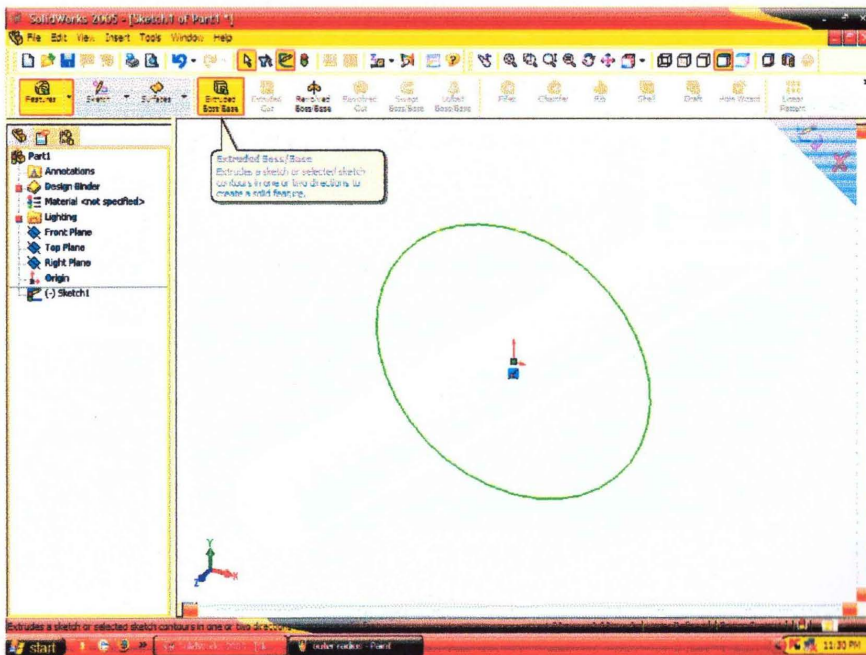 SolidWorks 2005 - [Sketch1 of Part1 *]
File Edit View Insert Tools Window Help
Features Sketch Surfaces Extruded Boss/Base Extruded Cut Revolved Boss/Base Revolved Cut Swept Boss/Base Lofted Boss/Base Fillet Chamfer Rib Shell Draft Hole Wizard Linear Pattern
Extruded Boss/Base
Extrudes a sketch or selected sketch
contours in one or two directions to
create a solid feature.
Part1
Annotations
Design Binder
Material <not specified>
Lighting
Front Plane
Top Plane
Right Plane
Origin
(-) Sketch1
Y
X
Z
Extrudes a sketch or selected sketch contours in one or two directions
start
outer radius - Paint
11:30 PM